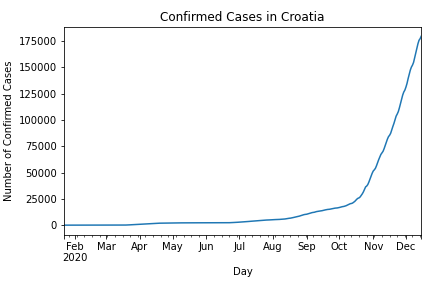 Confirmed Cases in Croatia
175000
150000
125000
100000
75000
50000
25000
0
Number of Confirmed Cases
Feb Mar Apr May Jun Jul Aug Sep Oct Nov Dec
2020
Day